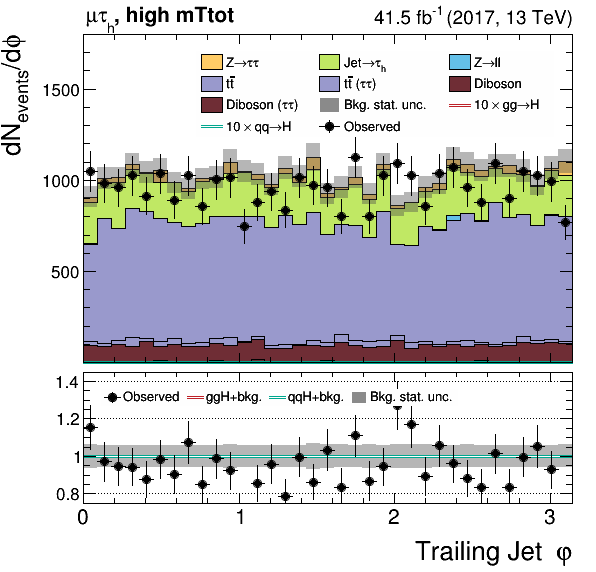 μτh, high mTtot 41.5 fb⁻¹ (2017, 13 TeV)
dNevents/dϕ
1500
1000
500
Z→ττ Jet→τh Z→ll
tt̄ tt̄ (ττ) Diboson
Diboson (ττ) Bkg. stat. unc. 10 × gg→H
10 × qq→H Observed
1.4
1.2
1
0.8
Observed ggH+bkg. qqH+bkg. Bkg. stat. unc.
0 1 2 3
Trailing Jet φ